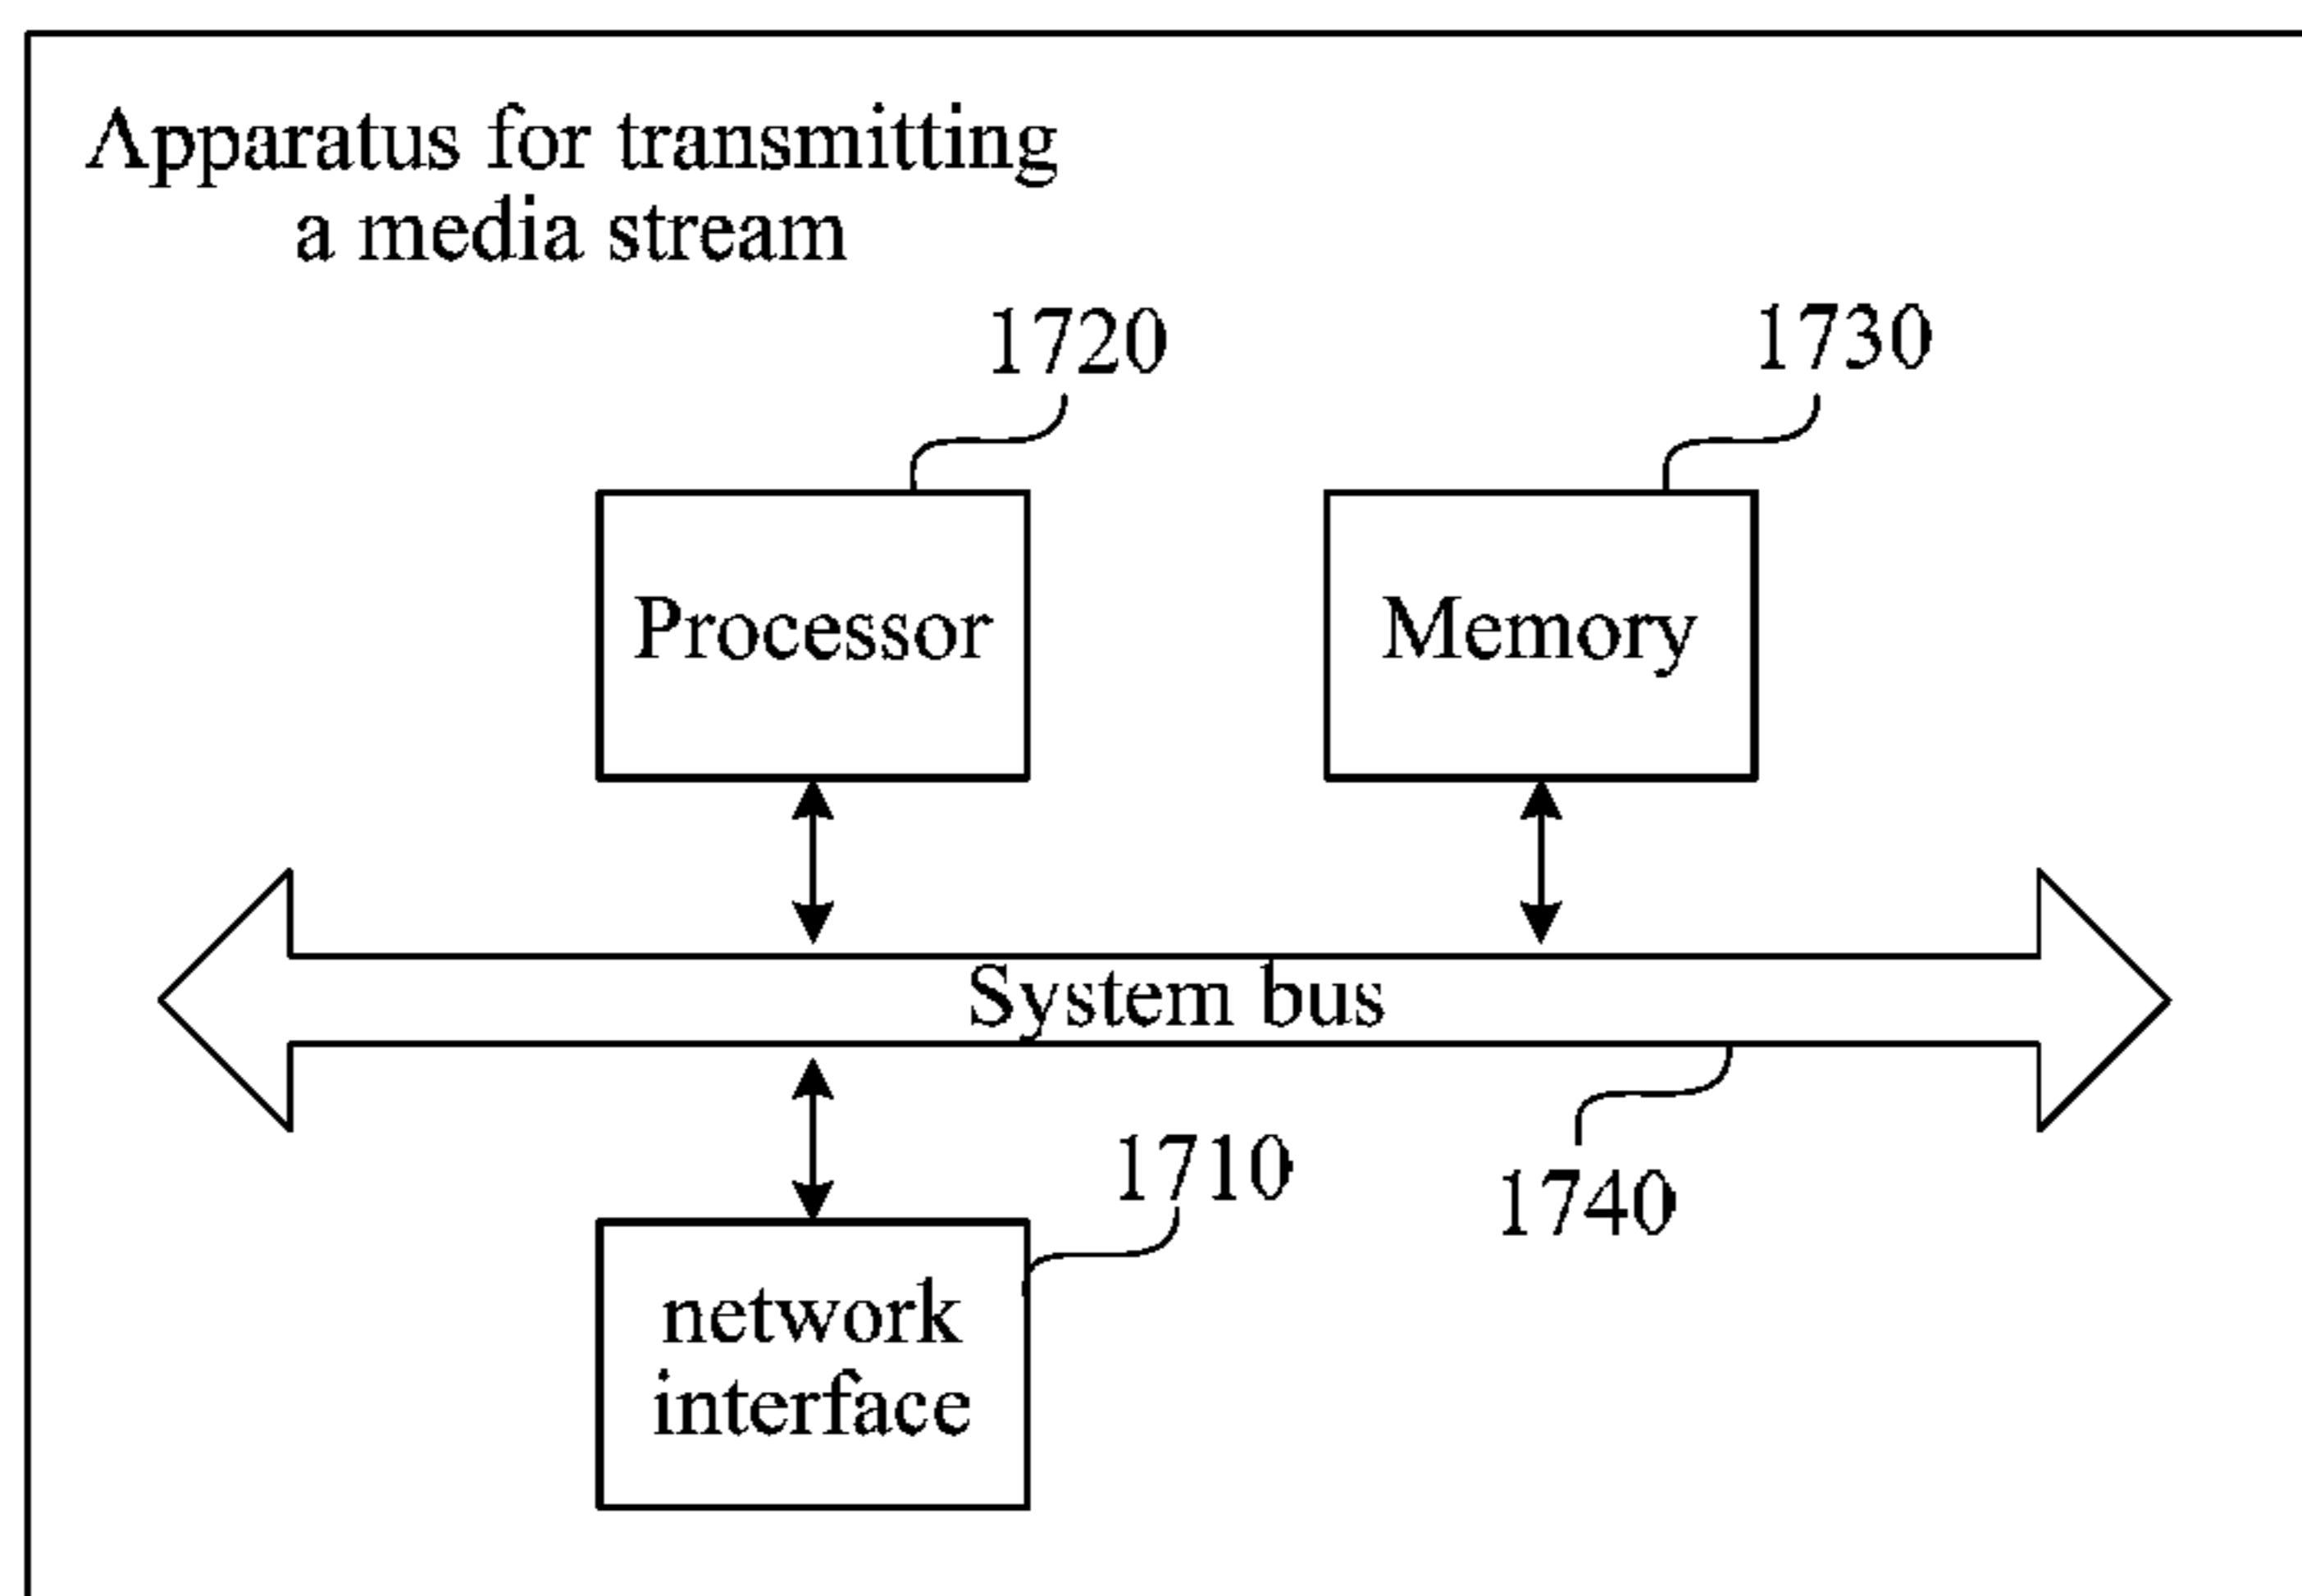 Apparatus for transmitting
a media stream
1720
1730
Processor
Memory
System bus
1710
1740
network
interface